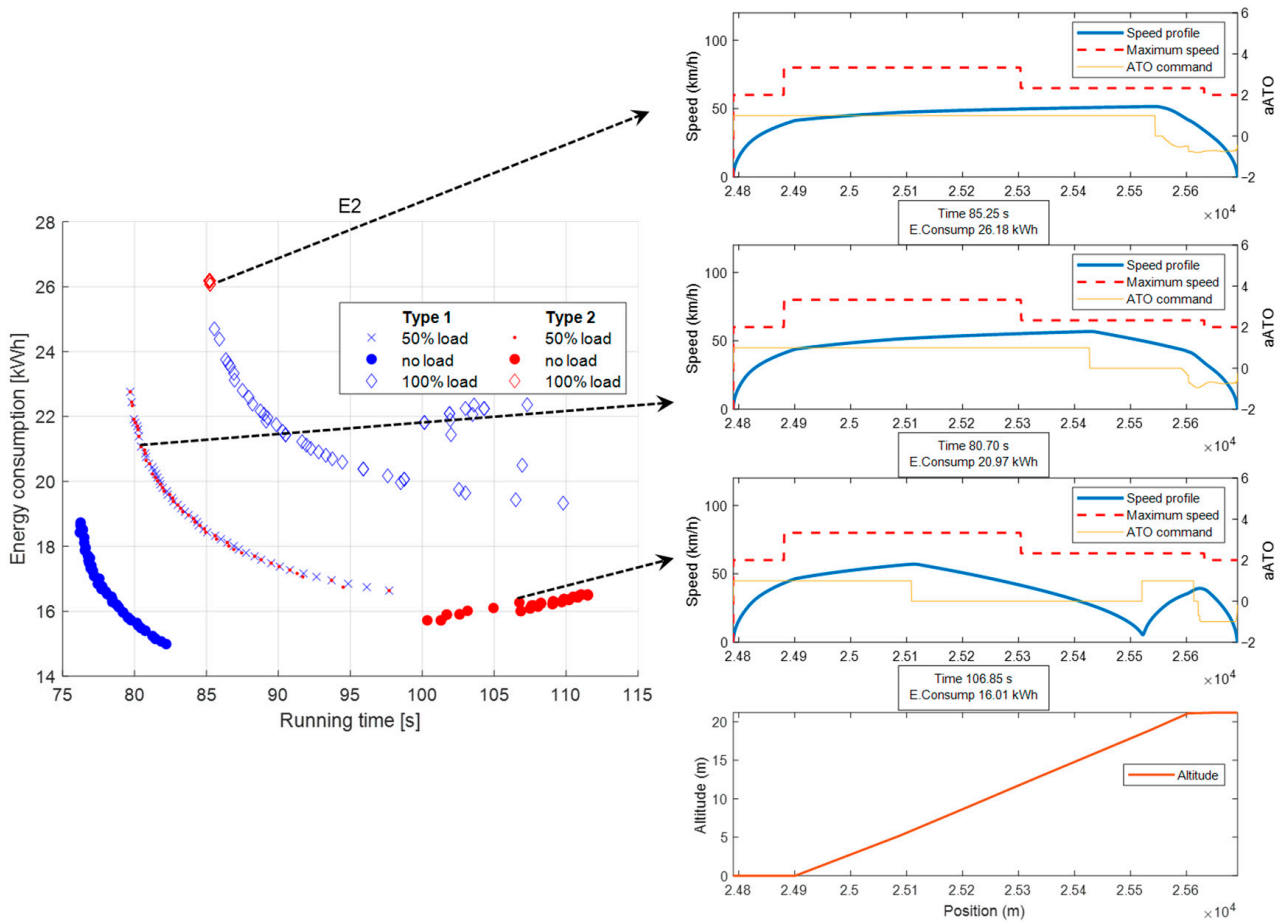 E2
Energy consumption [kWh]
28
26
24
22
20
18
16
14
75 80 85 90 95 100 105 110 115
Running time [s]
Type 1 Type 2
50% load 50% load
no load no load
100% load 100% load
Speed (km/h)
100
50
0
6
4
2
0
-2
aATO
Speed profile
Maximum speed
ATO command
2.48 2.49 2.5 2.51 2.52 2.53 2.54 2.55 2.56
×10⁴
Time 85.25 s
E.Consump 26.18 kWh
Speed (km/h)
100
50
0
6
4
2
0
-2
aATO
Speed profile
Maximum speed
ATO command
2.48 2.49 2.5 2.51 2.52 2.53 2.54 2.55 2.56
×10⁴
Time 80.70 s
E.Consump 20.97 kWh
Speed (km/h)
100
50
0
6
4
2
0
-2
aATO
Speed profile
Maximum speed
ATO command
2.48 2.49 2.5 2.51 2.52 2.53 2.54 2.55 2.56
×10⁴
Time 106.85 s
E.Consump 16.01 kWh
Altitude (m)
20
15
10
5
0
Altitude
2.48 2.49 2.5 2.51 2.52 2.53 2.54 2.55 2.56
Position (m)
×10⁴